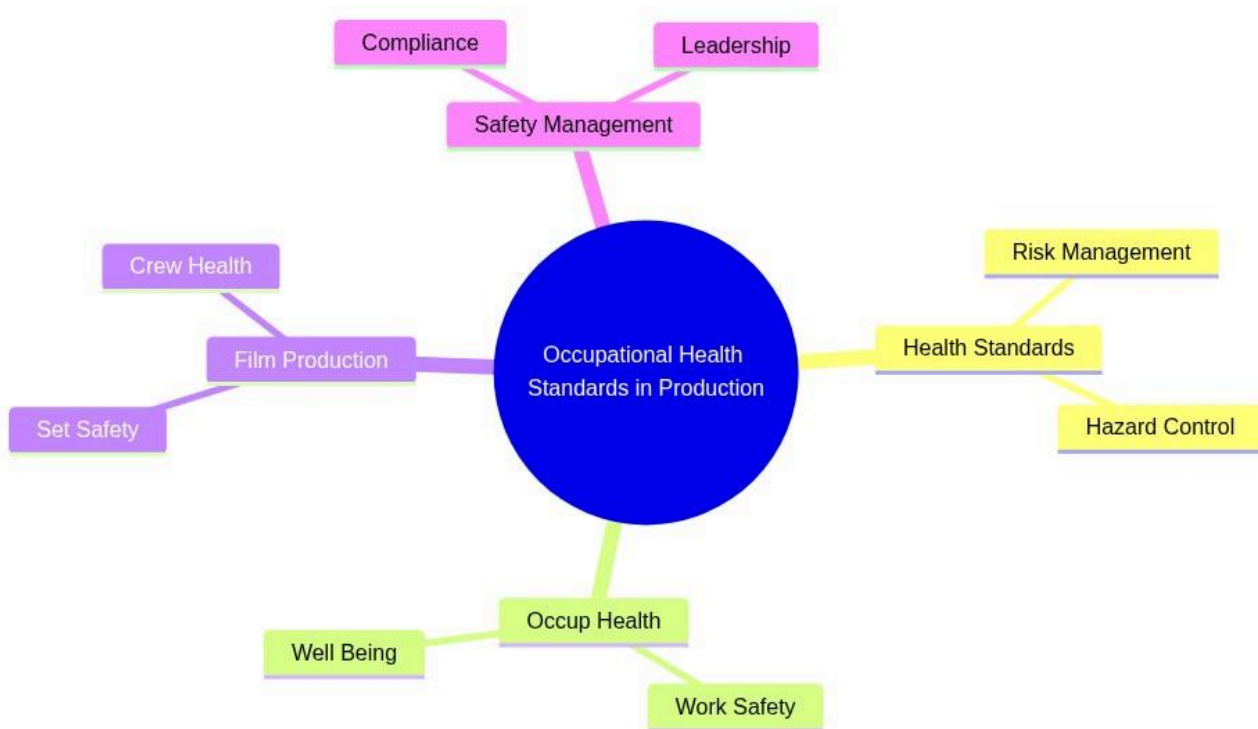 Compliance
Leadership
Safety Management
Crew Health
Film Production
Set Safety
Occupational Health
Standards in Production
Risk Management
Health Standards
Hazard Control
Occup Health
Well Being
Work Safety